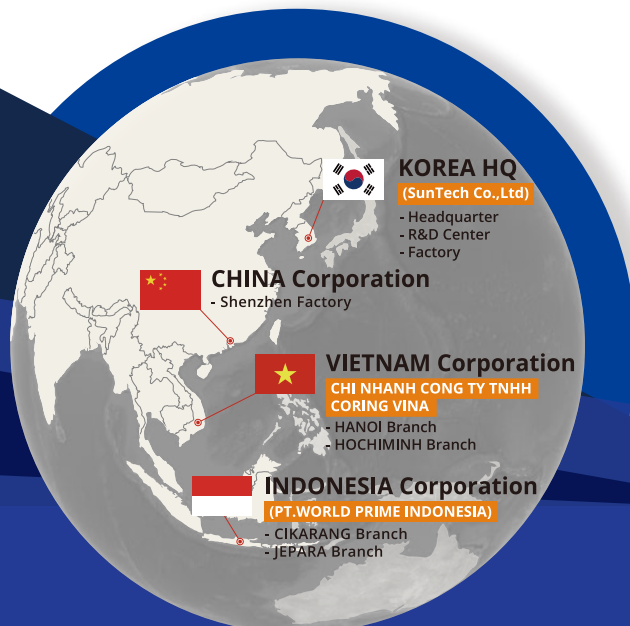 KOREA HQ
(SunTech Co.,Ltd)
- Headquarter
- R&D Center
- Factory
CHINA Corporation
- Shenzhen Factory
VIETNAM Corporation
CHI NHANH CONG TY TNHH
CORING VINA
- HANOI Branch
- HOCHIMINH Branch
INDONESIA Corporation
(PT.WORLD PRIME INDONESIA)
- CIKARANG Branch
- JEPARA Branch